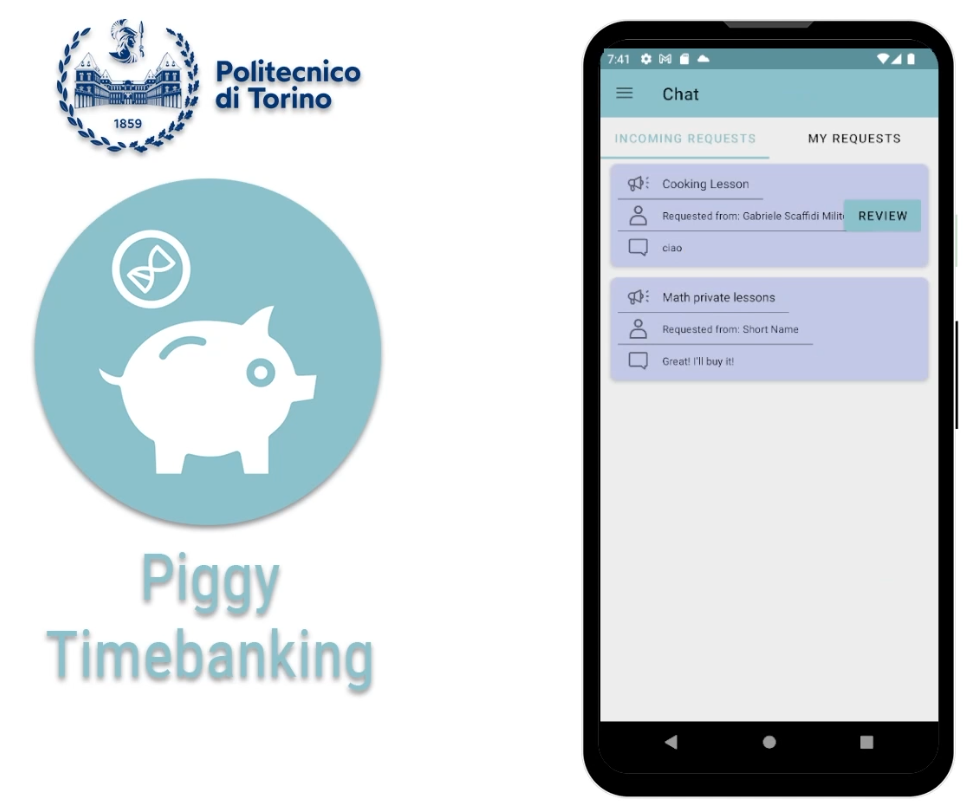 Politecnico
di Torino
1859
Piggy
Timebanking
7:41
Chat
INCOMING REQUESTS
MY REQUESTS
Cooking Lesson
Requested from: Gabriele Scaffidi
REVIEW
ciao
Math private lessons
Requested from: Short Name
Great! I'll buy it!